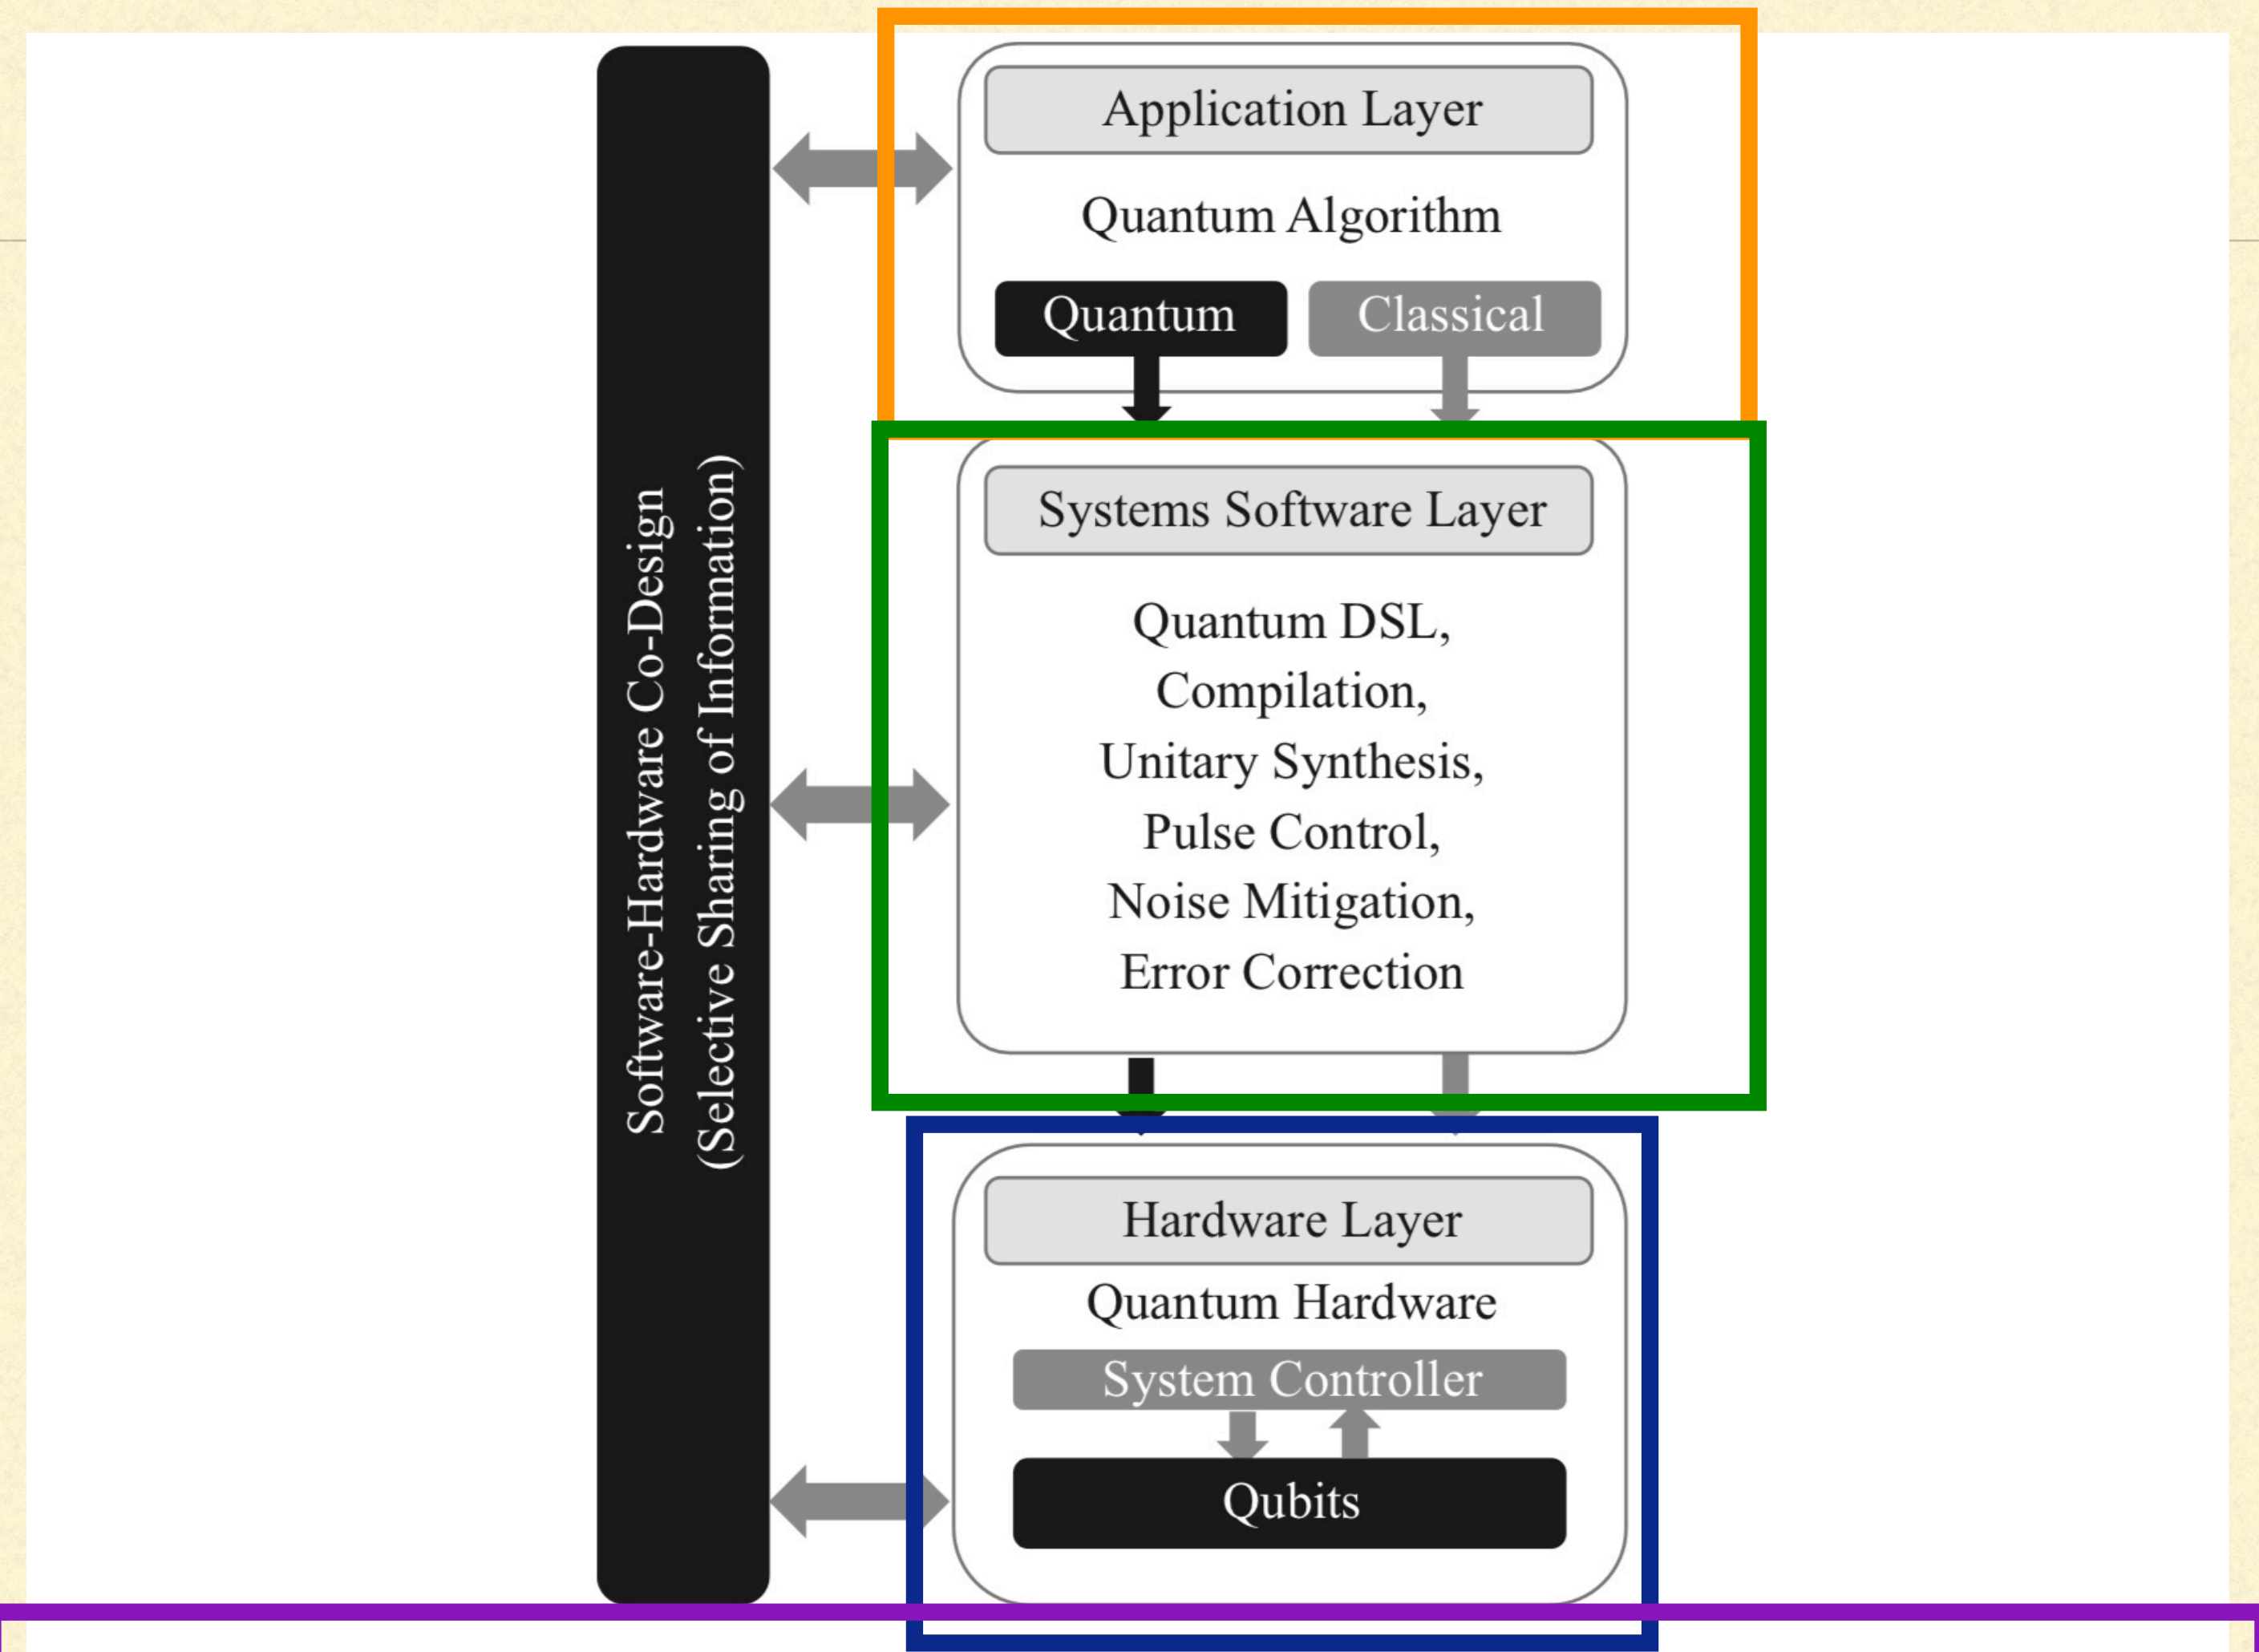 Software-Hardware Co-Design
(Selective Sharing of Information)
Application Layer
Quantum Algorithm
Quantum
Classical
Systems Software Layer
Quantum DSL,
Compilation,
Unitary Synthesis,
Pulse Control,
Noise Mitigation,
Error Correction
Hardware Layer
Quantum Hardware
System Controller
Qubits